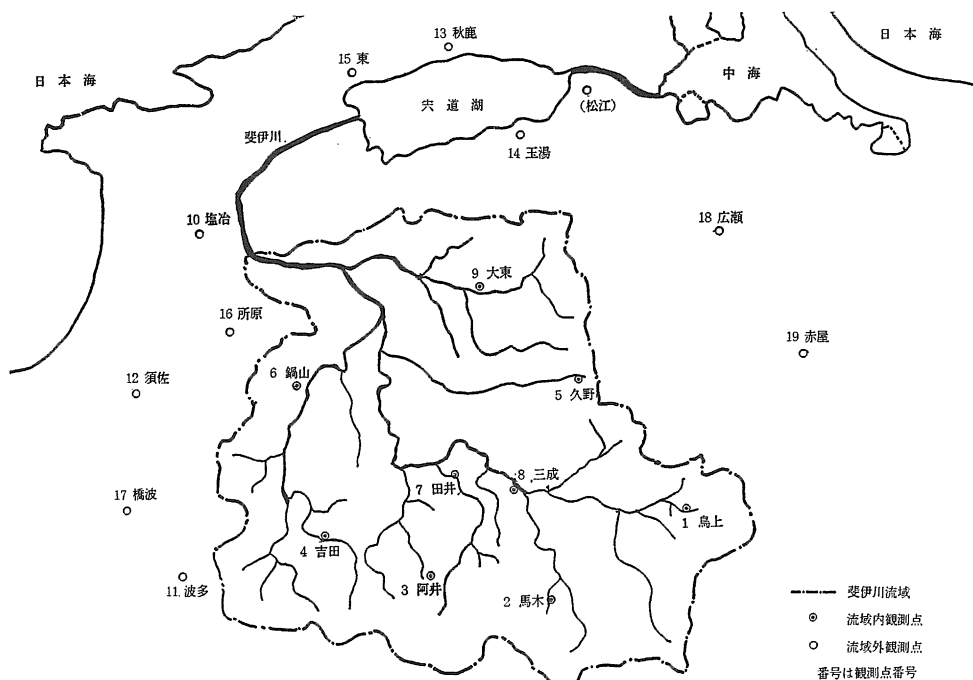 13 秋鹿
日本海
15 東
日本海
中海
宍道湖
(松江)
斐伊川
14 玉湯
10 塩冶
18 広瀬
9 大東
16 所原
19 赤屋
6 鍋山
12 須佐
5 久野
7 田井
8 三成
17 橋波
1 鳥上
4 吉田
11 波多
3 阿井
2 馬木
斐伊川流域
流域内観測点
流域外観測点
番号は観測点番号